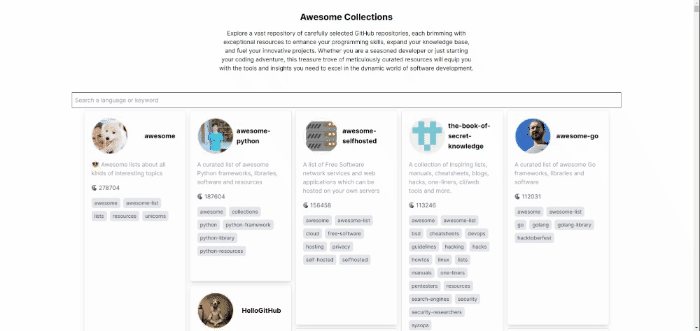 Awesome Collections
Explore a vast repository of carefully selected GitHub repositories, each brimming with
exceptional resources to enhance your programming skills, expand your knowledge base,
and fuel your innovative projects. Whether you are a seasoned developer or just starting
your coding adventure, this treasure trove of meticulously curated resources will equip you
with the tools and insights you need to excel in the dynamic world of software development.
Search a language or keyword
awesome
😎 Awesome lists about all
kinds of interesting topics
278704
awesome awesome-list
lists resources unicorns
awesome-
python
A curated list of awesome
Python frameworks, libraries,
software and resources
187604
awesome collections
python python-framework
python-library
python-resources
HelloGitHub
awesome-
selfhosted
A list of Free Software
network services and web
applications which can be
hosted on your own servers
156456
awesome awesome-list
cloud free-software
hosting privacy
self-hosted selfhosted
the-book-of-
secret-
knowledge
A collection of inspiring lists,
manuals, cheatsheets, blogs,
hacks, one-liners, cli/web
tools and more.
113246
awesome awesome-list
bsd cheatsheets devops
guidelines hacking hacks
howtos linux lists
manuals one-liners
pentesters resources
search-engines security
security-researchers
sysops
awesome-go
A curated list of awesome Go
frameworks, libraries and
software
112031
awesome awesome-list
go golang golang-library
hacktoberfest